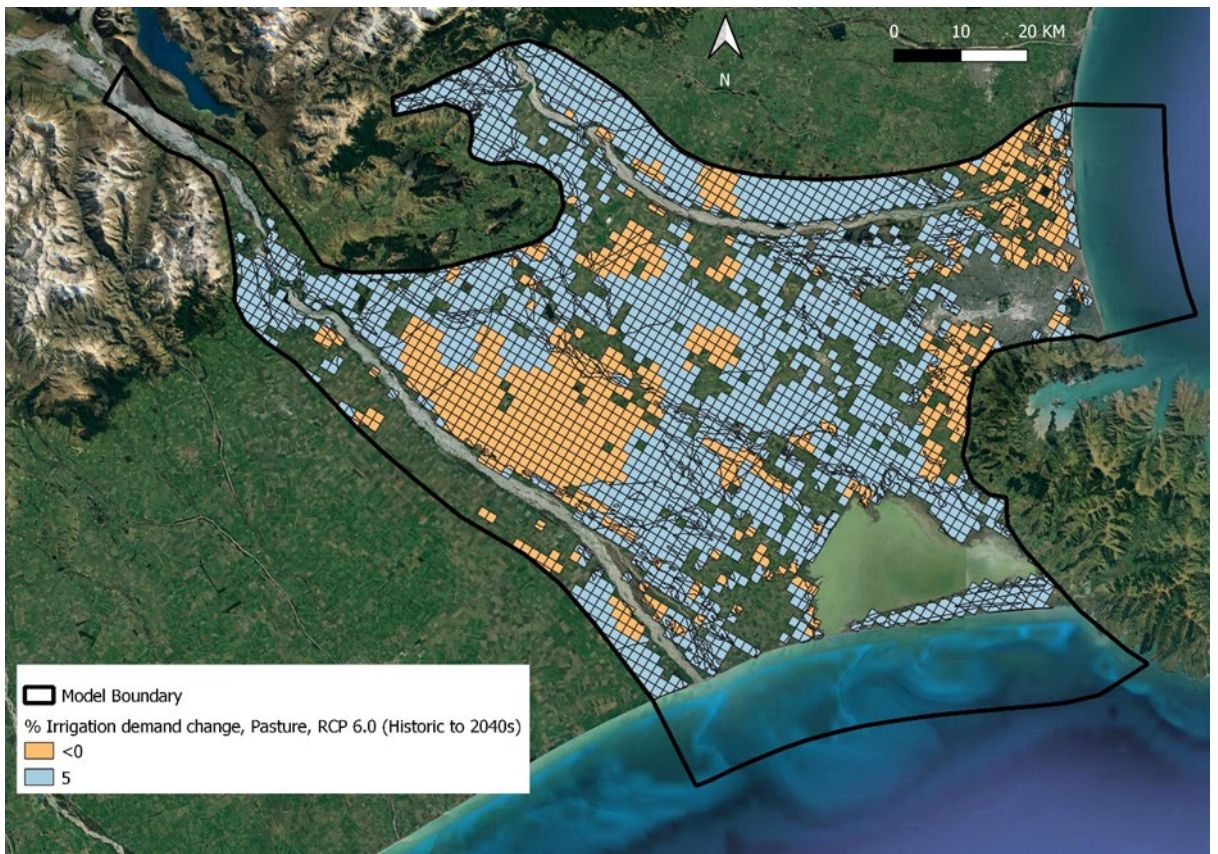 0 10 20 KM
N
Model Boundary
% Irrigation demand change, Pasture, RCP 6.0 (Historic to 2040s)
<0
5